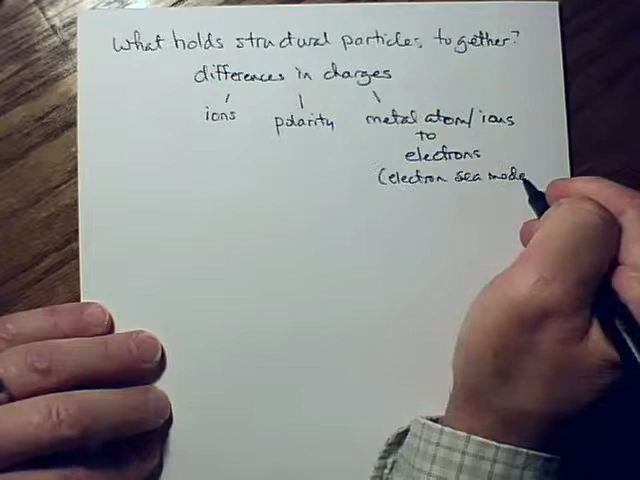 What holds structural particles together?
differences in charges
ions polarity metal atom/ions
to
electrons
(electron sea mode